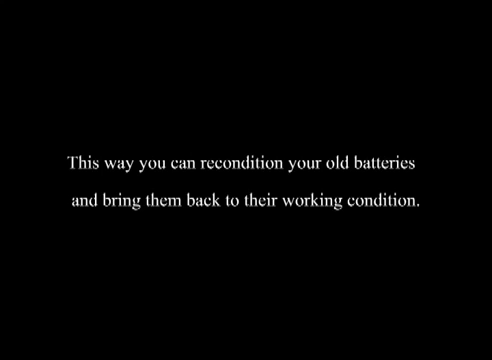 This way you can recondition your old batteries
and bring them back to their working condition.